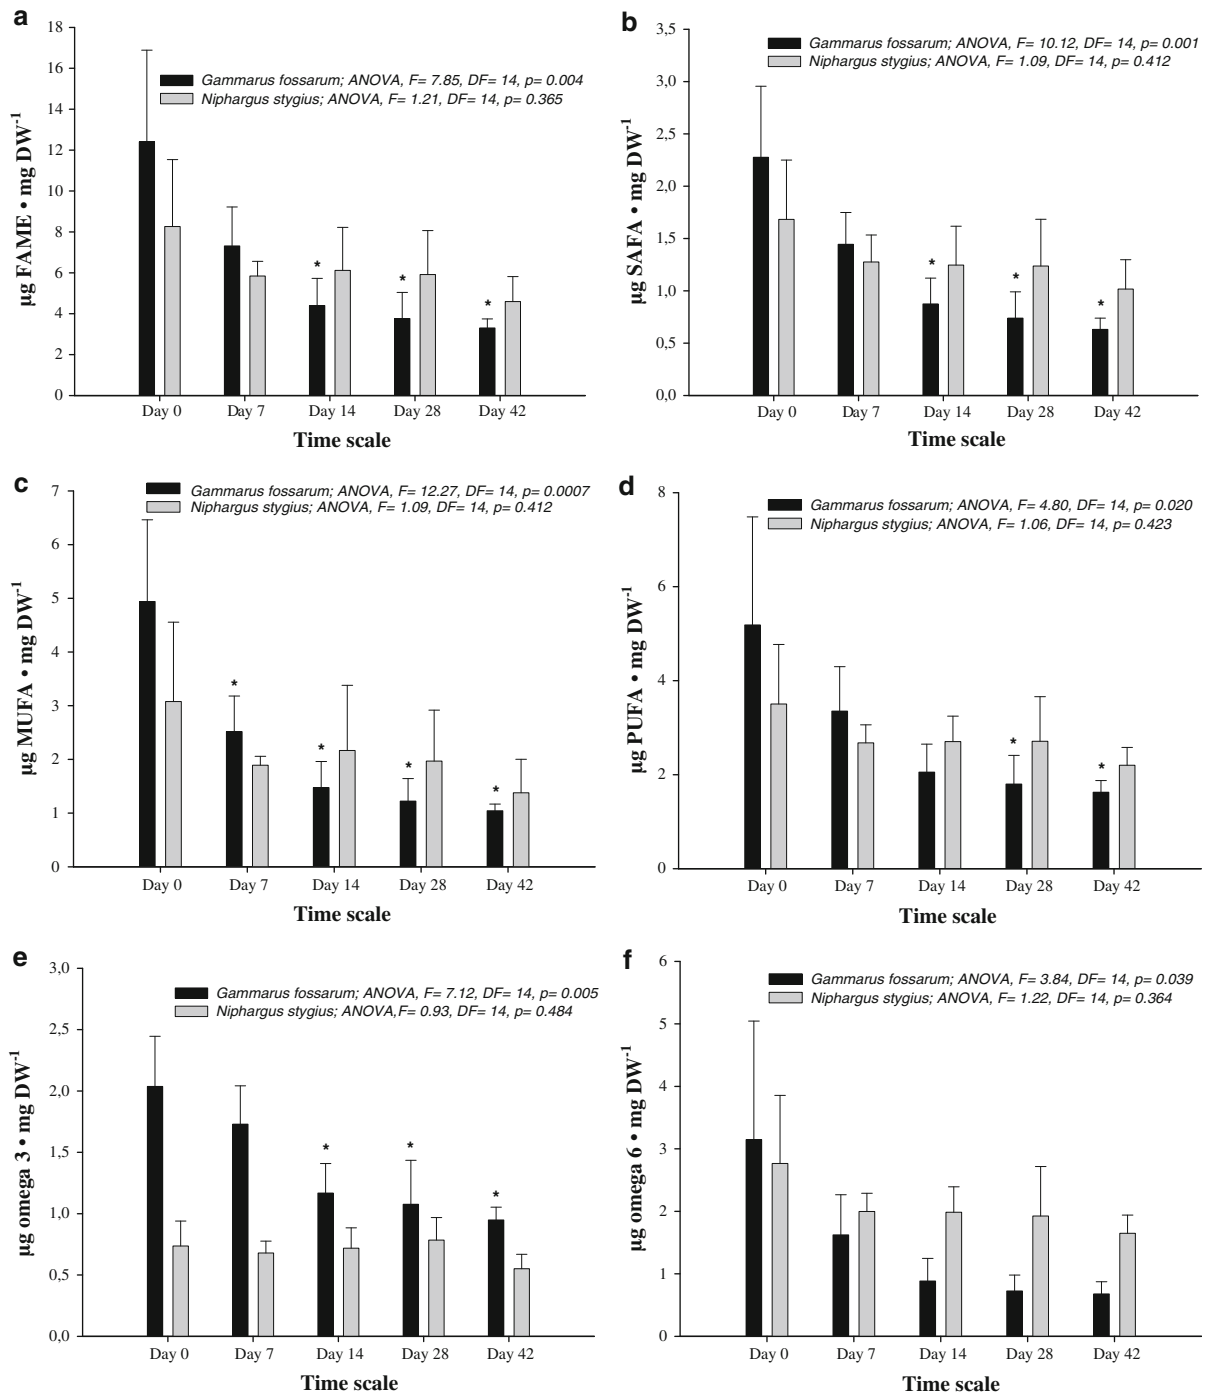 a
18
16
14
12
10
8
6
4
2
0
µg FAME • mg DW-1
Gammarus fossarum; ANOVA, F= 7.85, DF= 14, p= 0.004
Niphargus stygius; ANOVA, F= 1.21, DF= 14, p= 0.365
* * *
Day 0 Day 7 Day 14 Day 28 Day 42
Time scale
b
3,5
3,0
2,5
2,0
1,5
1,0
0,5
0,0
µg SAFA • mg DW-1
Gammarus fossarum; ANOVA, F= 10.12, DF= 14, p= 0.001
Niphargus stygius; ANOVA, F= 1.09, DF= 14, p= 0.412
* * *
Day 0 Day 7 Day 14 Day 28 Day 42
Time scale
c
7
6
5
4
3
2
1
0
µg MUFA • mg DW-1
Gammarus fossarum; ANOVA, F= 12.27, DF= 14, p= 0.0007
Niphargus stygius; ANOVA, F= 1.09, DF= 14, p= 0.412
* * * *
Day 0 Day 7 Day 14 Day 28 Day 42
Time scale
d
8
6
4
2
0
µg PUFA • mg DW-1
Gammarus fossarum; ANOVA, F= 4.80, DF= 14, p= 0.020
Niphargus stygius; ANOVA, F= 1.06, DF= 14, p= 0.423
* *
Day 0 Day 7 Day 14 Day 28 Day 42
Time scale
e
3,0
2,5
2,0
1,5
1,0
0,5
0,0
µg omega 3 • mg DW-1
Gammarus fossarum; ANOVA, F= 7.12, DF= 14, p= 0.005
Niphargus stygius; ANOVA,F= 0.93, DF= 14, p= 0.484
* * *
Day 0 Day 7 Day 14 Day 28 Day 42
Time scale
f
6
5
4
3
2
1
0
µg omega 6 • mg DW-1
Gammarus fossarum; ANOVA, F= 3.84, DF= 14, p= 0.039
Niphargus stygius; ANOVA, F= 1.22, DF= 14, p= 0.364
Day 0 Day 7 Day 14 Day 28 Day 42
Time scale